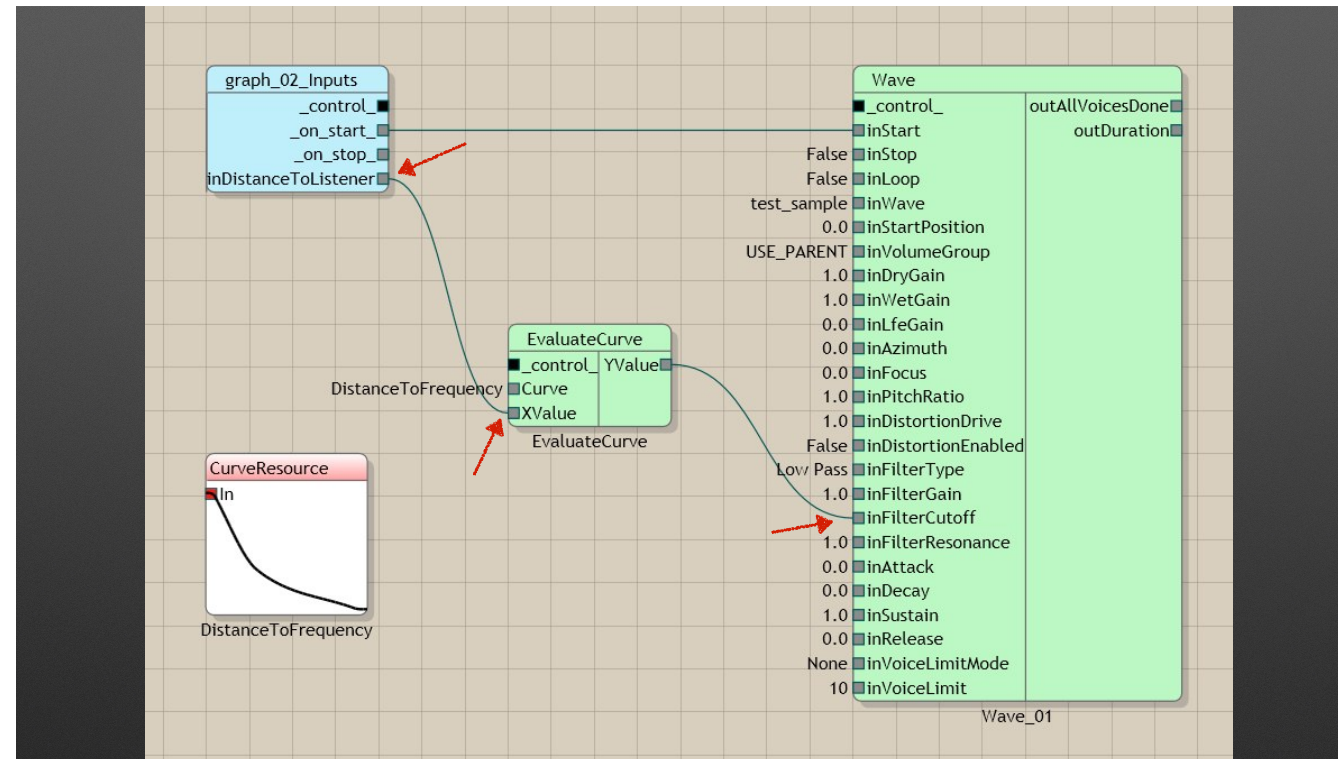 graph_02_Inputs
_control_
_on_start_
_on_stop_
inDistanceToListener
CurveResource
In
DistanceToFrequency
EvaluateCurve
_control_ YValue
DistanceToFrequency Curve
XValue
EvaluateCurve
Wave
_control_ outAllVoicesDone
inStart outDuration
False inStop
False inLoop
test_sample inWave
0.0 inStartPosition
USE_PARENT inVolumeGroup
1.0 inDryGain
1.0 inWetGain
0.0 inLfeGain
0.0 inAzimuth
0.0 inFocus
1.0 inPitchRatio
1.0 inDistortionDrive
False inDistortionEnabled
Low Pass inFilterType
1.0 inFilterGain
inFilterCutoff
1.0 inFilterResonance
0.0 inAttack
0.0 inDecay
1.0 inSustain
0.0 inRelease
None inVoiceLimitMode
10 inVoiceLimit
Wave_01